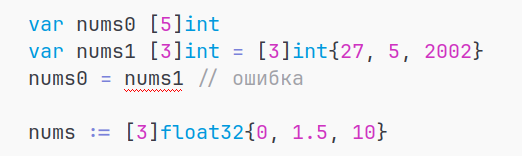 var nums0 [5]int
var nums1 [3]int = [3]int{27, 5, 2002}
nums0 = nums1 // ошибка
nums := [3]float32{0, 1.5, 10}